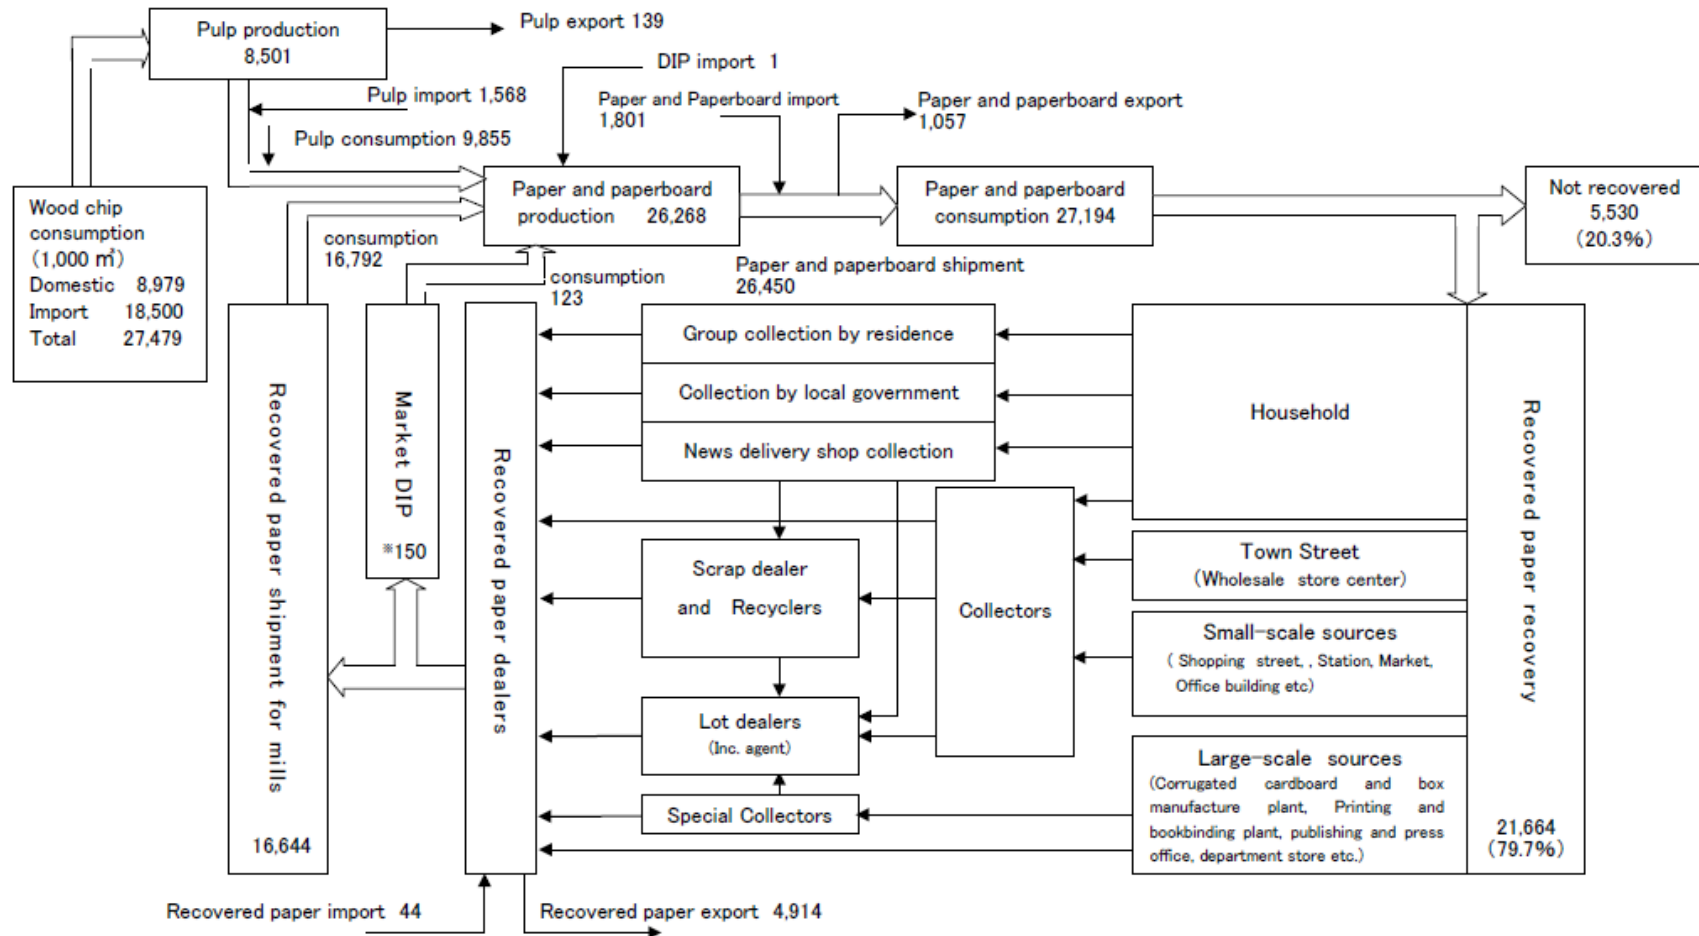 Pulp production
8,501
Pulp export 139
DIP import 1
Pulp import 1,568
Paper and Paperboard import
1,801
Paper and paperboard export
1,057
Pulp consumption 9,855
Wood chip
consumption
(1,000 ㎥)
Domestic 8,979
Import 18,500
Total 27,479
Paper and paperboard
production 26,268
Paper and paperboard
consumption 27,194
Not recovered
5,530
(20.3%)
consumption
16,792
consumption
123
Paper and paperboard shipment
26,450
Recovered paper shipment for mills
16,644
Market DIP
※150
Recovered paper dealers
Group collection by residence
Collection by local government
News delivery shop collection
Scrap dealer
and Recyclers
Lot dealers
(Inc. agent)
Special Collectors
Collectors
Household
Town Street
(Wholesale store center)
Small-scale sources
( Shopping street, , Station, Market,
Office building etc)
Large-scale sources
(Corrugated cardboard and box
manufacture plant, Printing and
bookbinding plant, publishing and press
office, department store etc.)
Recovered paper recovery
21,664
(79.7%)
Recovered paper import 44
Recovered paper export 4,914